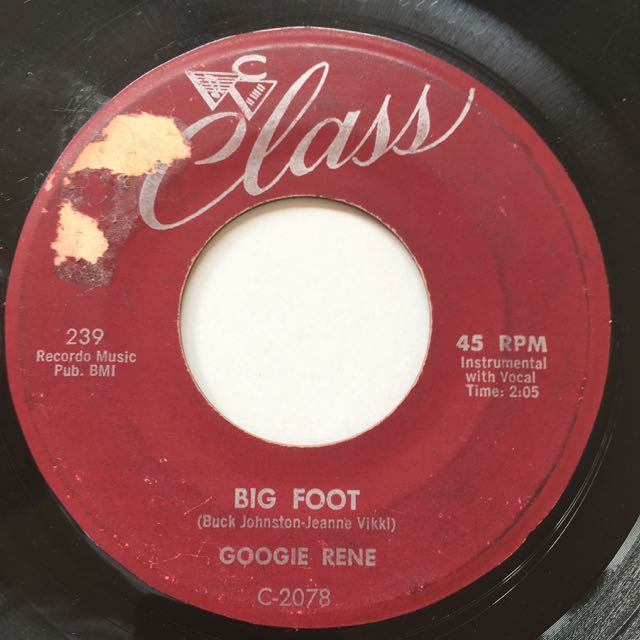 C
Class
239
Recordo Music
Pub. BMI
45 RPM
Instrumental
with Vocal
Time: 2:05
BIG FOOT
(Buck Johnston-Jeanne Vikki)
GOOGIE RENE
C-2078